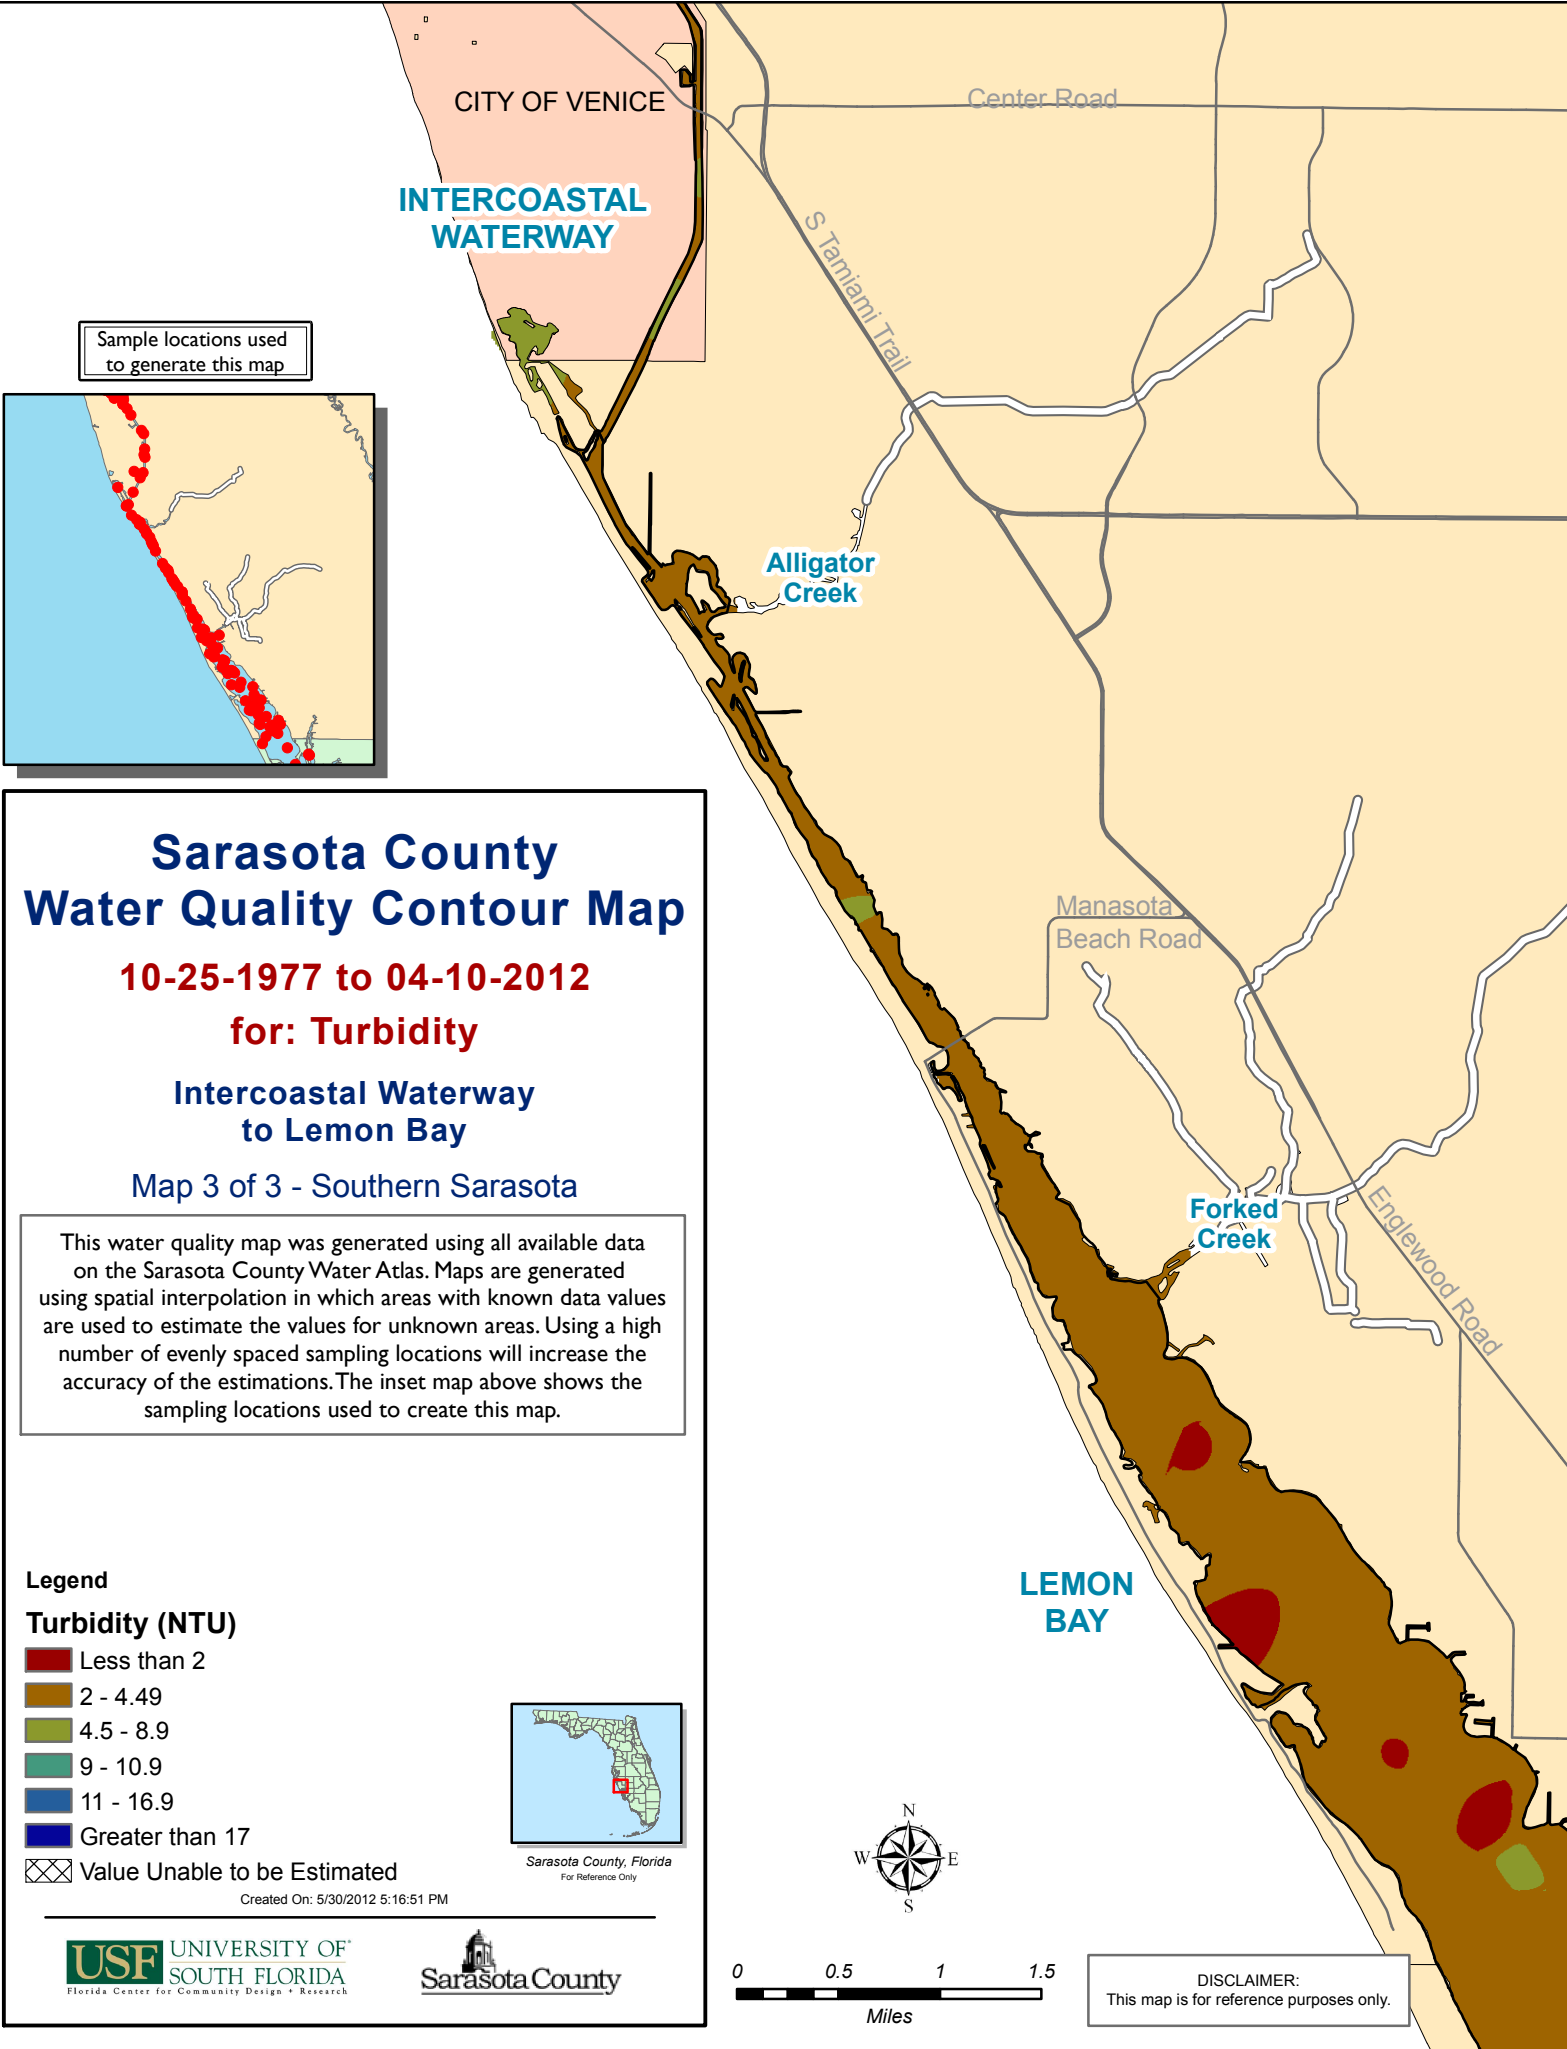 CITY OF VENICE
Center Road
INTERCOASTAL
WATERWAY
S Tamiami Trail
Sample locations used
to generate this map
Alligator
Creek
Sarasota County
Water Quality Contour Map
10-25-1977 to 04-10-2012
for: Turbidity
Intercoastal Waterway
to Lemon Bay
Map 3 of 3 - Southern Sarasota
This water quality map was generated using all available data
on the Sarasota County Water Atlas. Maps are generated
using spatial interpolation in which areas with known data values
are used to estimate the values for unknown areas. Using a high
number of evenly spaced sampling locations will increase the
accuracy of the estimations. The inset map above shows the
sampling locations used to create this map.
Manasota
Beach Road
Forked
Creek
Englewood Road
LEMON
BAY
Legend
Turbidity (NTU)
Less than 2
2 - 4.49
4.5 - 8.9
9 - 10.9
11 - 16.9
Greater than 17
Value Unable to be Estimated
Sarasota County, Florida
For Reference Only
Created On: 5/30/2012 5:16:51 PM
USF UNIVERSITY OF
SOUTH FLORIDA
Florida Center for Community Design + Research
Sarasota County
N
W E
S
0 0.5 1 1.5
Miles
DISCLAIMER:
This map is for reference purposes only.